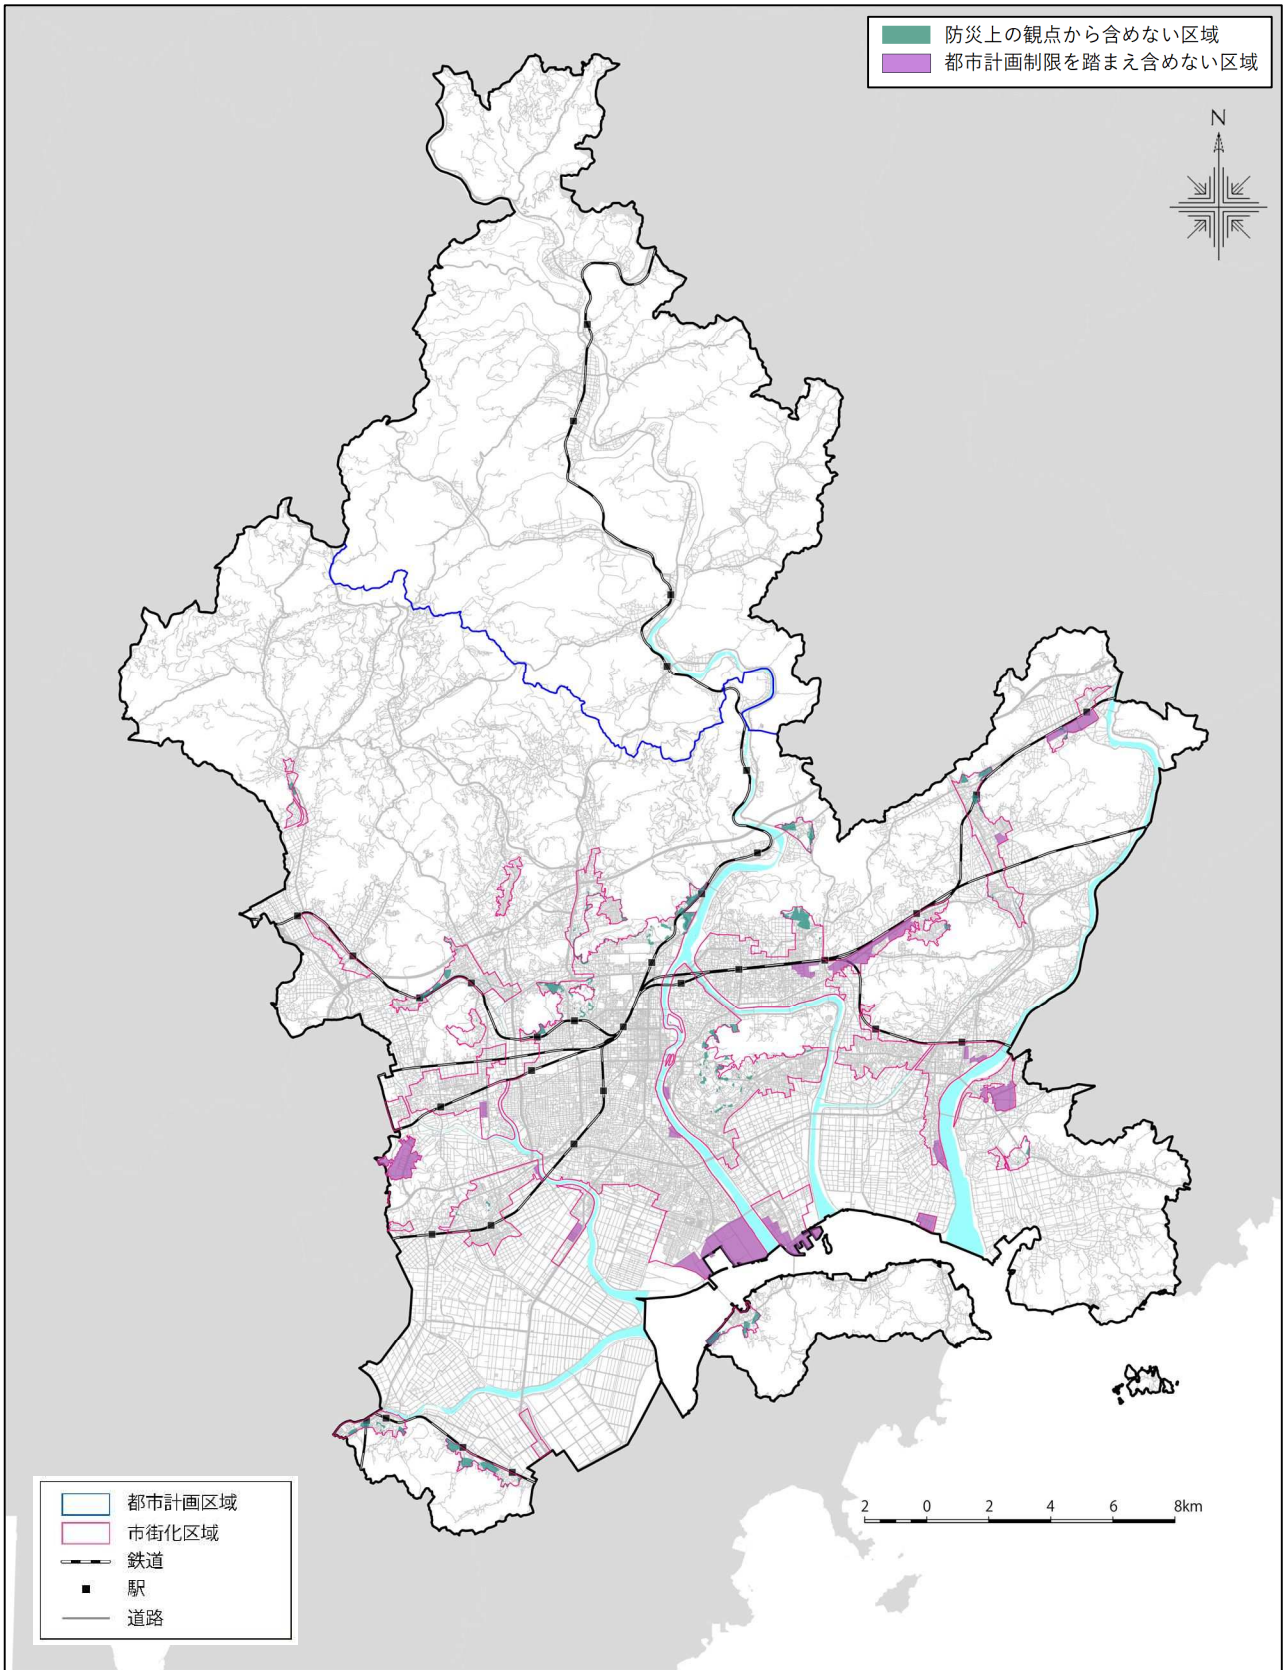 防災上の観点から含めない区域
都市計画制限を踏まえ含めない区域
N
都市計画区域
市街化区域
鉄道
駅
道路
2 0 2 4 6 8km